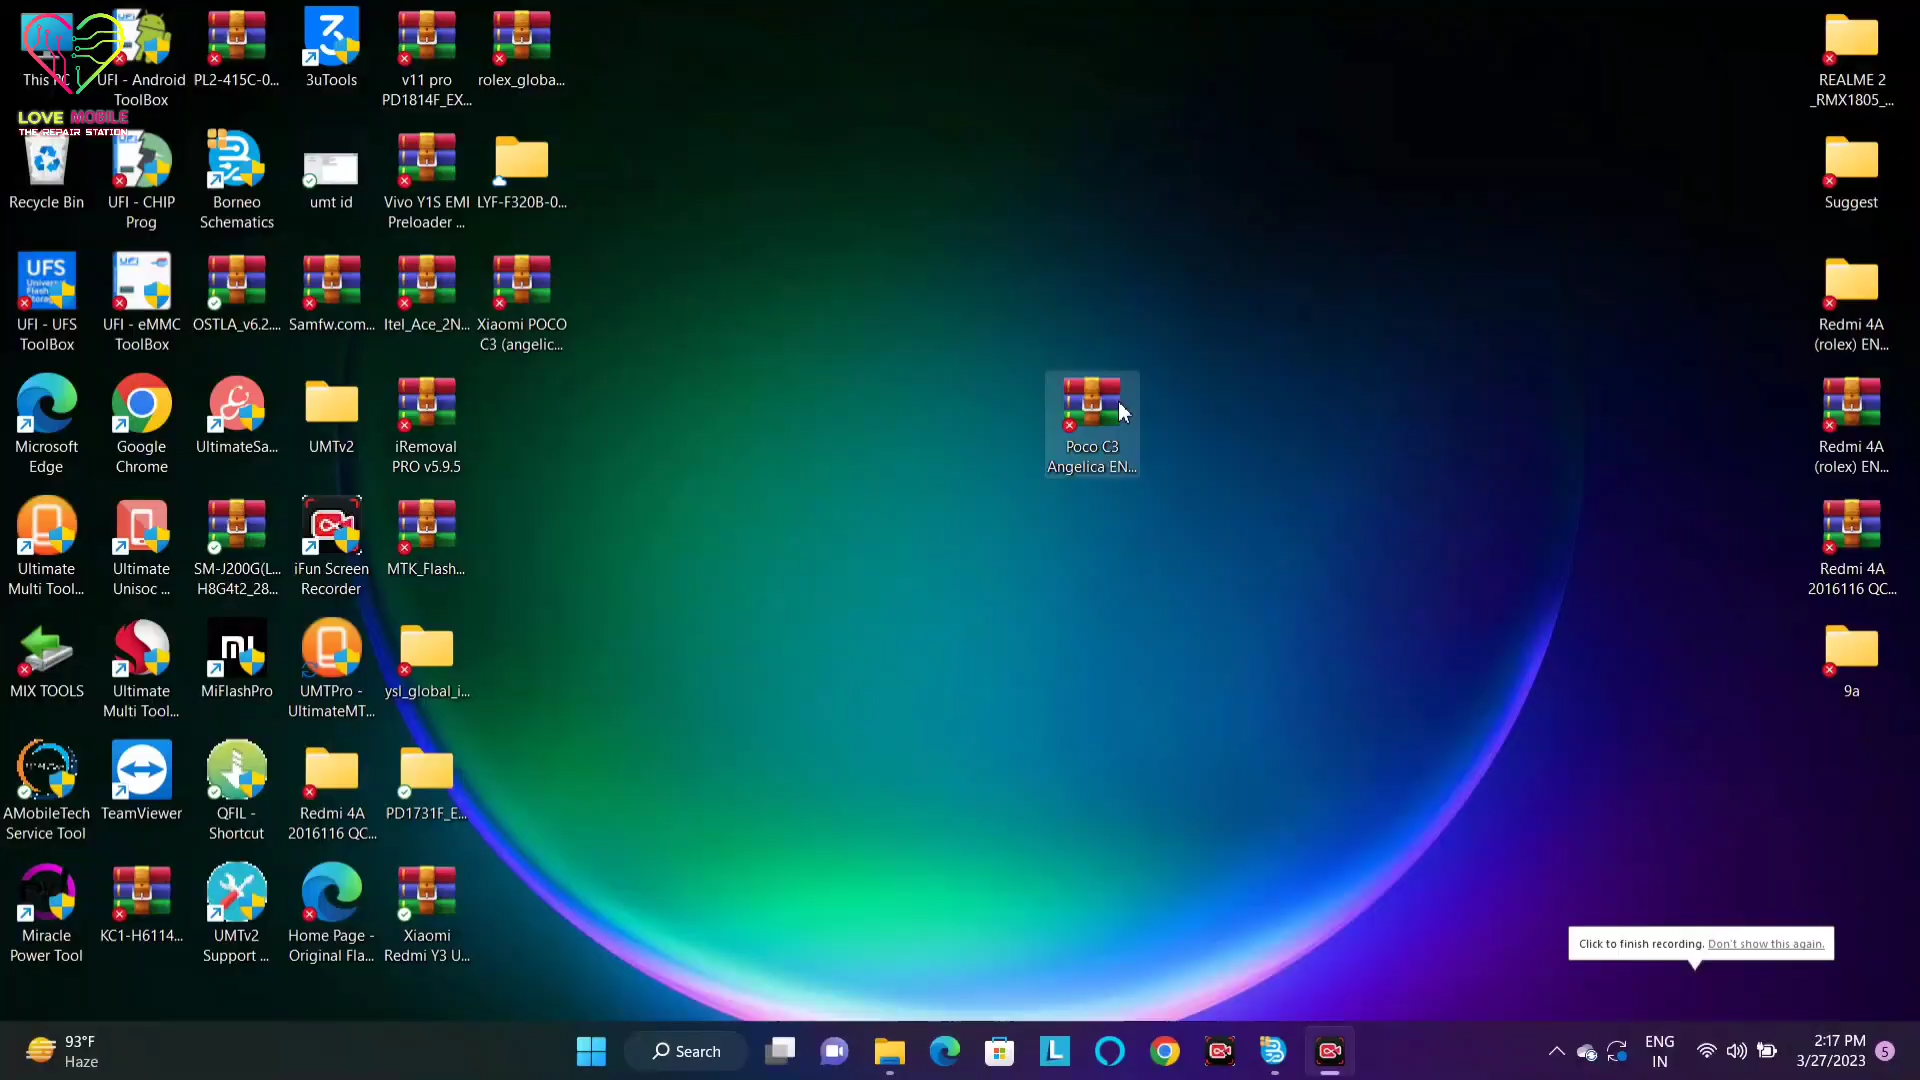 This PC
UFI - Android
ToolBox
PL2-415C-0...
3uTools
v11 pro
PD1814F_EX...
rolex_globa...
LOVE MOBILE
THE REPAIR STATION
Recycle Bin
UFI - CHIP
Prog
Borneo
Schematics
umt id
Vivo Y1S EMI
Preloader ...
LYF-F320B-0...
UFS
UFI - UFS
ToolBox
UFI - eMMC
ToolBox
OSTLA_v6.2....
Samfw.com...
Itel_Ace_2N...
Xiaomi POCO
C3 (angelic...
Microsoft
Edge
Google
Chrome
UltimateSa...
UMTv2
iRemoval
PRO v5.9.5
Ultimate
Multi Tool...
Ultimate
Unisoc ...
SM-J200G(L...
H8G4t2_28...
iFun Screen
Recorder
MTK_Flash...
MIX TOOLS
Ultimate
Multi Tool...
MiFlashPro
UMTPro -
UltimateMT...
ysl_global_i...
AMobileTech
Service Tool
TeamViewer
QFIL -
Shortcut
Redmi 4A
2016116 QC...
PD1731F_E...
Miracle
Power Tool
KC1-H6114...
UMTv2
Support ...
Home Page -
Original Fla...
Xiaomi
Redmi Y3 U...
Poco C3
Angelica EN...
REALME 2
_RMX1805_...
Suggest
Redmi 4A
(rolex) EN...
Redmi 4A
(rolex) EN...
Redmi 4A
2016116 QC...
9a
Click to finish recording. Don't show this again.
93°F
Haze
Search
ENG
IN
2:17 PM
3/27/2023
5